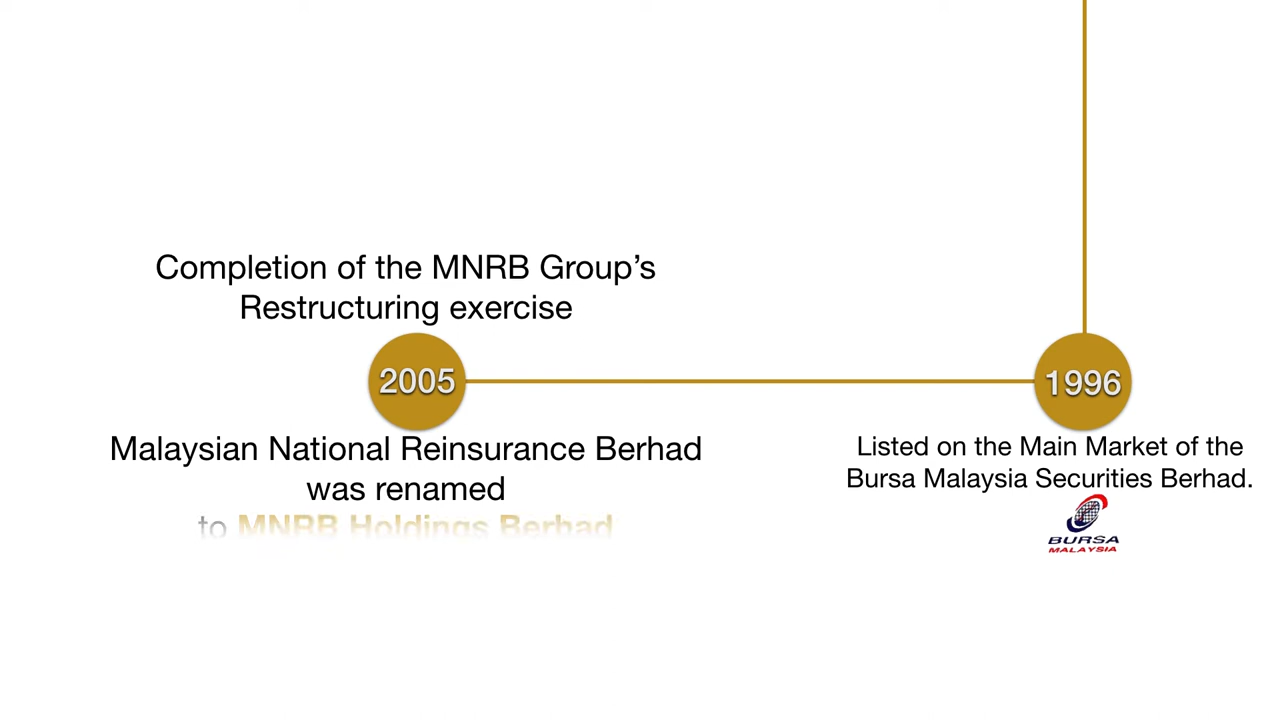 Completion of the MNRB Group’s
Restructuring exercise
2005
Malaysian National Reinsurance Berhad
was renamed
to MNRB Holdings Berhad
1996
Listed on the Main Market of the
Bursa Malaysia Securities Berhad.
BURSA
MALAYSIA